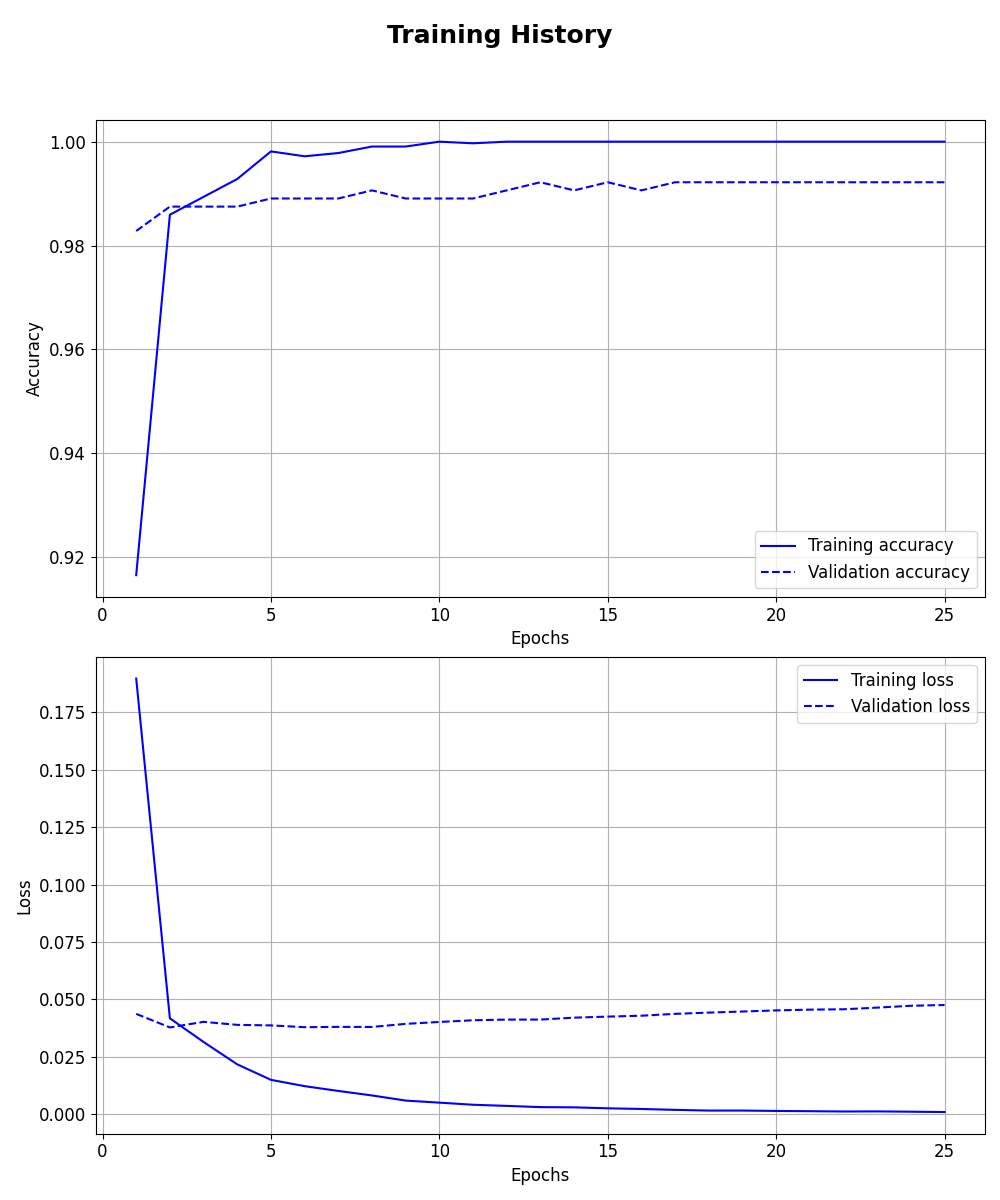 Training History
1.00
0.98
0.96
0.94
0.92
Accuracy
Training accuracy
Validation accuracy
0 5 10 15 20 25
Epochs
Training loss
Validation loss
0.175
0.150
0.125
0.100
0.075
0.050
0.025
0.000
Loss
0 5 10 15 20 25
Epochs